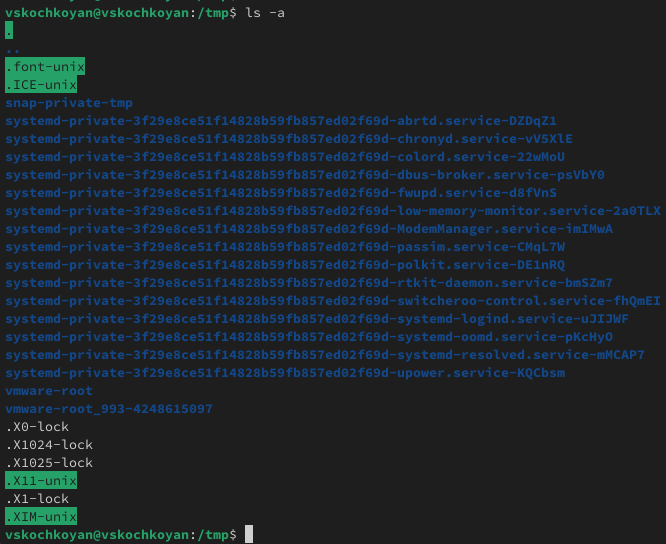 vskochkoyan@vskochkoyan:/tmp$ ls -a
.
..
.font-unix
.ICE-unix
snap-private-tmp
systemd-private-3f29e8ce51f14828b59fb857ed02f69d-abrtd.service-DZDqZ1
systemd-private-3f29e8ce51f14828b59fb857ed02f69d-chronyd.service-vV5XlE
systemd-private-3f29e8ce51f14828b59fb857ed02f69d-colord.service-22wMoU
systemd-private-3f29e8ce51f14828b59fb857ed02f69d-dbus-broker.service-psVbY0
systemd-private-3f29e8ce51f14828b59fb857ed02f69d-fwupd.service-d8fVnS
systemd-private-3f29e8ce51f14828b59fb857ed02f69d-low-memory-monitor.service-2a0TLX
systemd-private-3f29e8ce51f14828b59fb857ed02f69d-ModemManager.service-imIMwA
systemd-private-3f29e8ce51f14828b59fb857ed02f69d-passim.service-CMqL7W
systemd-private-3f29e8ce51f14828b59fb857ed02f69d-polkit.service-DE1nRQ
systemd-private-3f29e8ce51f14828b59fb857ed02f69d-rtkit-daemon.service-bmSZm7
systemd-private-3f29e8ce51f14828b59fb857ed02f69d-switcheroo-control.service-fhQmEI
systemd-private-3f29e8ce51f14828b59fb857ed02f69d-systemd-logind.service-uJIJWF
systemd-private-3f29e8ce51f14828b59fb857ed02f69d-systemd-oomd.service-pKcHyO
systemd-private-3f29e8ce51f14828b59fb857ed02f69d-systemd-resolved.service-mMCAP7
systemd-private-3f29e8ce51f14828b59fb857ed02f69d-upower.service-KQCbsm
vmware-root
vmware-root_993-4248615097
.X0-lock
.X1024-lock
.X1025-lock
.X11-unix
.X1-lock
.XIM-unix
vskochkoyan@vskochkoyan:/tmp$